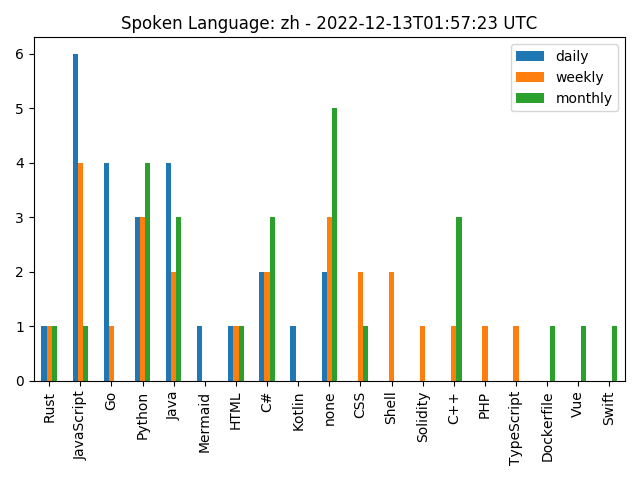 Spoken Language: zh - 2022-12-13T01:57:23 UTC
daily
weekly
monthly
6
5
4
3
2
1
0
Rust
JavaScript
Go
Python
Java
Mermaid
HTML
C#
Kotlin
none
CSS
Shell
Solidity
C++
PHP
TypeScript
Dockerfile
Vue
Swift